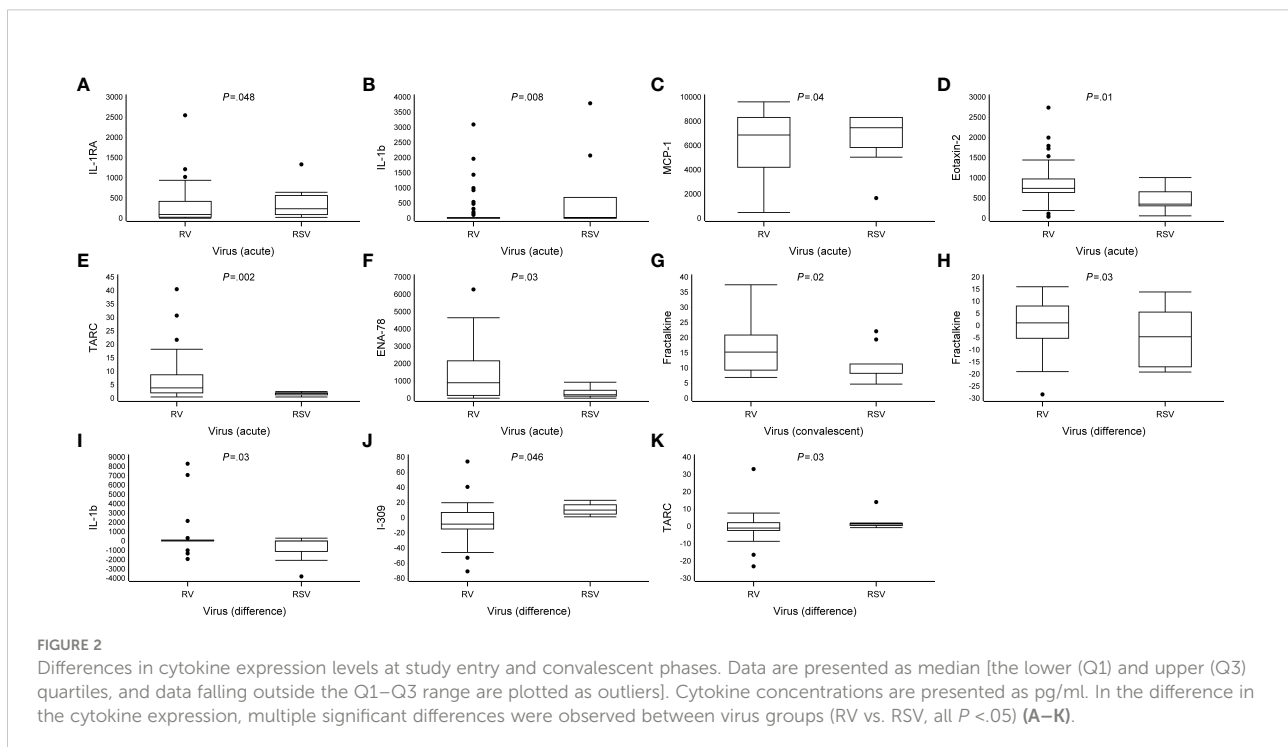 A
P=.048
3000
2500
2000
1500
1000
500
0
IL-1RA
RV
RSV
Virus (acute)
B
P=.008
4000
3500
3000
2500
2000
1500
1000
500
0
IL-1b
RV
RSV
Virus (acute)
C
P=.04
10000
8000
6000
4000
2000
0
MCP-1
RV
RSV
Virus (acute)
D
P=.01
3000
2500
2000
1500
1000
500
0
Eotaxin-2
RV
RSV
Virus (acute)
E
P=.002
45
40
35
30
25
20
15
10
5
0
TARC
RV
RSV
Virus (acute)
F
P=.03
7000
6000
5000
4000
3000
2000
1000
0
ENA-78
RV
RSV
Virus (acute)
G
P=.02
40
35
30
25
20
15
10
5
0
Fractalkine
RV
RSV
Virus (convalescent)
H
P=.03
20
15
10
5
0
-5
-10
-15
-20
-25
-30
Fractalkine
RV
RSV
Virus (difference)
I
P=.03
9000
8000
7000
6000
5000
4000
3000
2000
1000
0
-1000
-2000
-3000
-4000
IL-1b
RV
RSV
Virus (difference)
J
P=.046
80
60
40
20
0
-20
-40
-60
-80
I-309
RV
RSV
Virus (difference)
K
P=.03
40
30
20
10
0
-10
-20
-30
TARC
RV
RSV
Virus (difference)
FIGURE 2
Differences in cytokine expression levels at study entry and convalescent phases. Data are presented as median [the lower (Q1) and upper (Q3)
quartiles, and data falling outside the Q1–Q3 range are plotted as outliers]. Cytokine concentrations are presented as pg/ml. In the difference in
the cytokine expression, multiple significant differences were observed between virus groups (RV vs. RSV, all P <.05) (A–K).